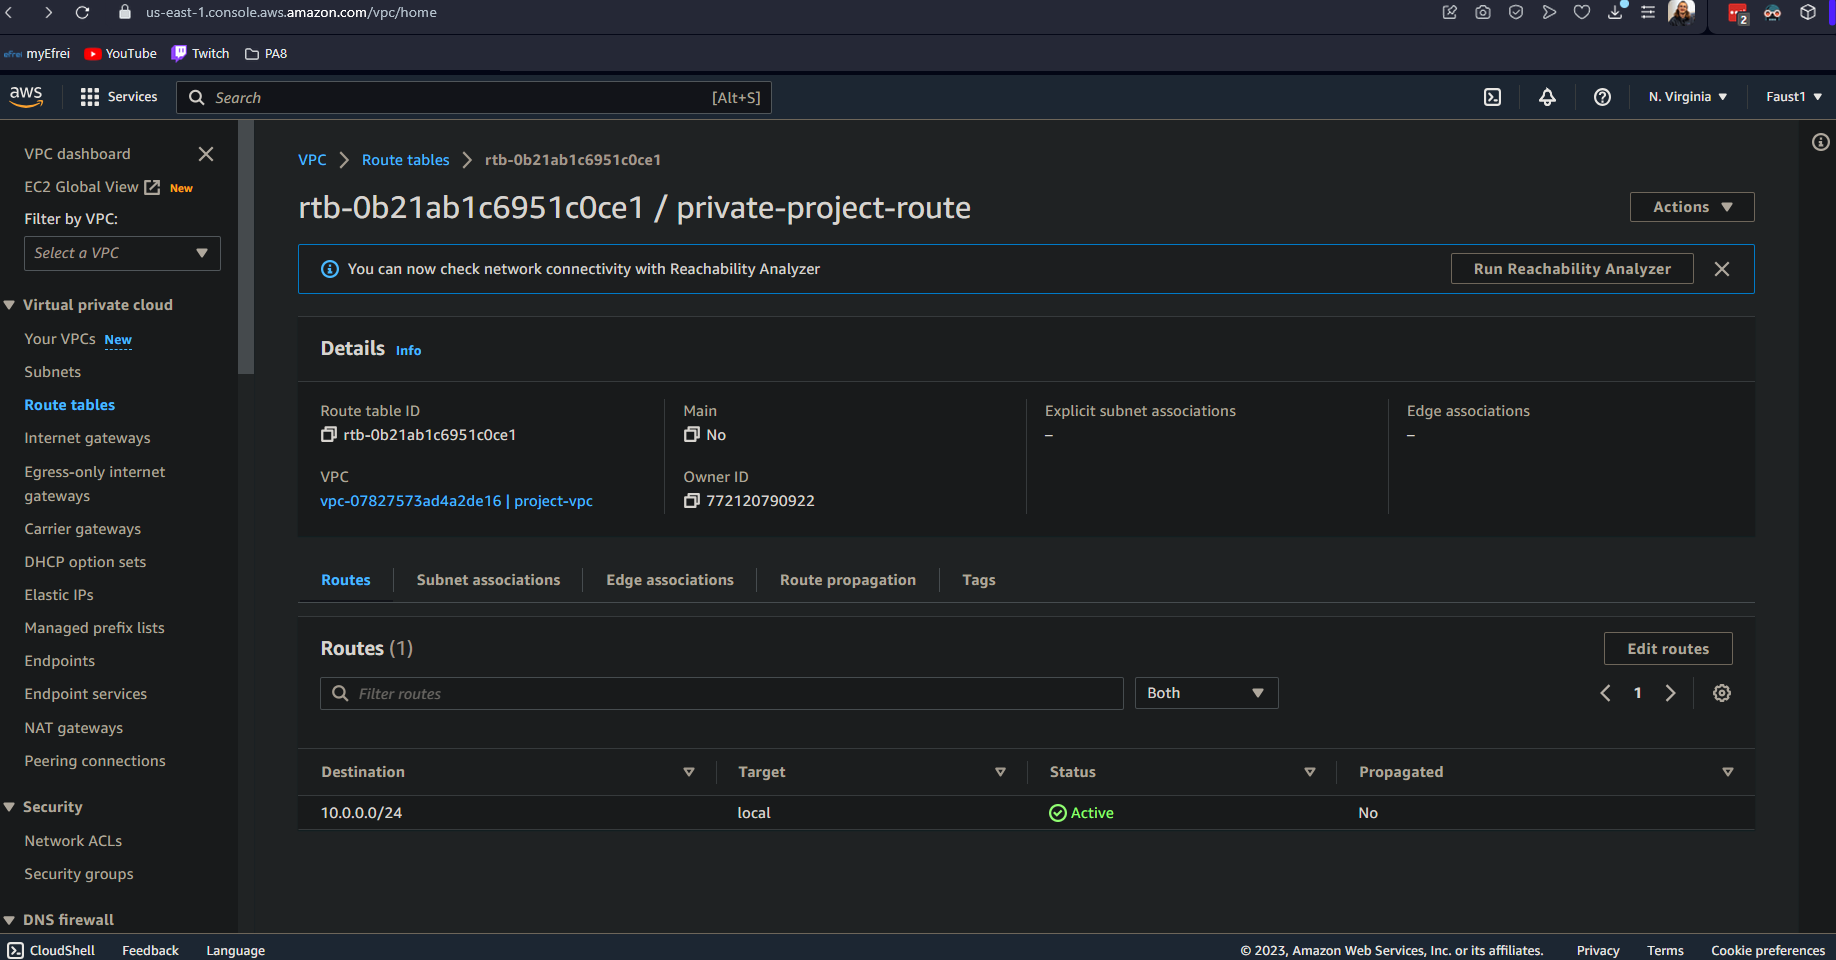 us-east-1.console.aws.amazon.com/vpc/home
2
efrei myEfrei YouTube Twitch PA8
aws Services Search [Alt+S] N. Virginia Faust1
VPC dashboard
EC2 Global View New
Filter by VPC:
Select a VPC
Virtual private cloud
Your VPCs New
Subnets
Route tables
Internet gateways
Egress-only internet
gateways
Carrier gateways
DHCP option sets
Elastic IPs
Managed prefix lists
Endpoints
Endpoint services
NAT gateways
Peering connections
Security
Network ACLs
Security groups
DNS firewall
VPC Route tables rtb-0b21ab1c6951c0ce1
rtb-0b21ab1c6951c0ce1 / private-project-route
Actions
You can now check network connectivity with Reachability Analyzer
Run Reachability Analyzer
Details Info
Route table ID
rtb-0b21ab1c6951c0ce1
VPC
vpc-07827573ad4a2de16 | project-vpc
Main
No
Owner ID
772120790922
Explicit subnet associations
–
Edge associations
–
Routes Subnet associations Edge associations Route propagation Tags
Routes (1)
Edit routes
Filter routes
Both
1
Destination Target Status Propagated
10.0.0.0/24 local Active No
CloudShell Feedback Language
© 2023, Amazon Web Services, Inc. or its affiliates. Privacy Terms Cookie preferences